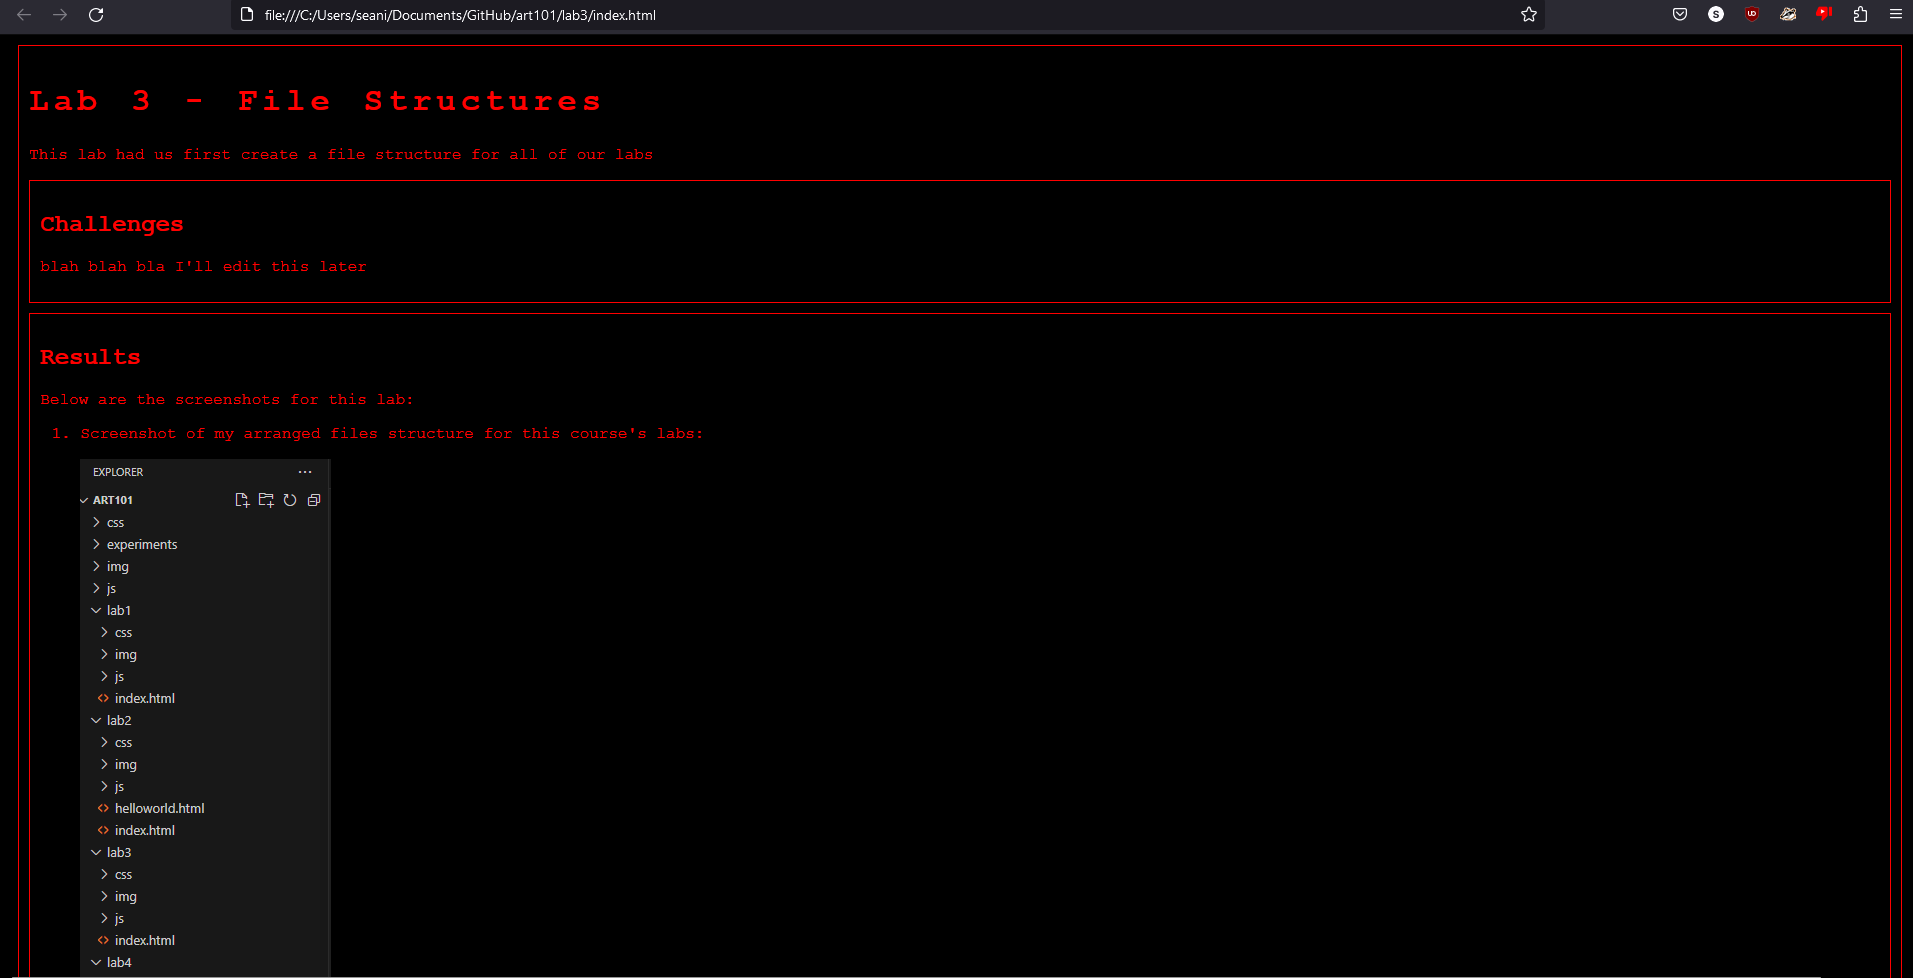 file:///C:/Users/seani/Documents/GitHub/art101/lab3/index.html
S
UD
Lab 3 - File Structures
This lab had us first create a file structure for all of our labs
Challenges
blah blah bla I'll edit this later
Results
Below are the screenshots for this lab:
1. Screenshot of my arranged files structure for this course's labs:
EXPLORER
ART101
css
experiments
img
js
lab1
css
img
js
index.html
lab2
css
img
js
helloworld.html
index.html
lab3
css
img
js
index.html
lab4